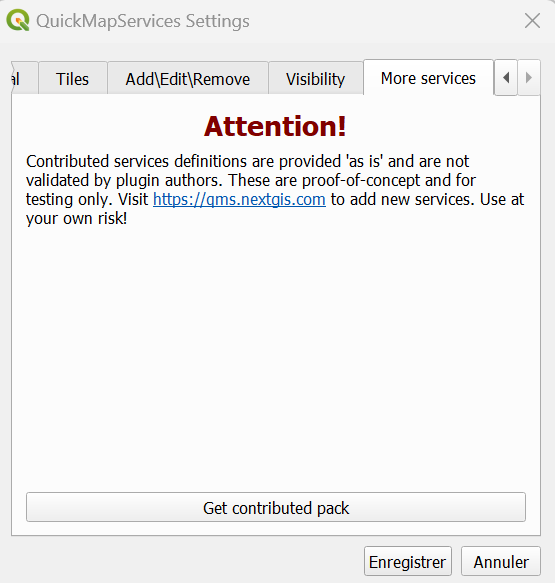 QuickMapServices Settings
al Tiles Add\Edit\Remove Visibility More services
Attention!
Contributed services definitions are provided 'as is' and are not
validated by plugin authors. These are proof-of-concept and for
testing only. Visit https://qms.nextgis.com to add new services. Use at
your own risk!
Get contributed pack
Enregistrer Annuler